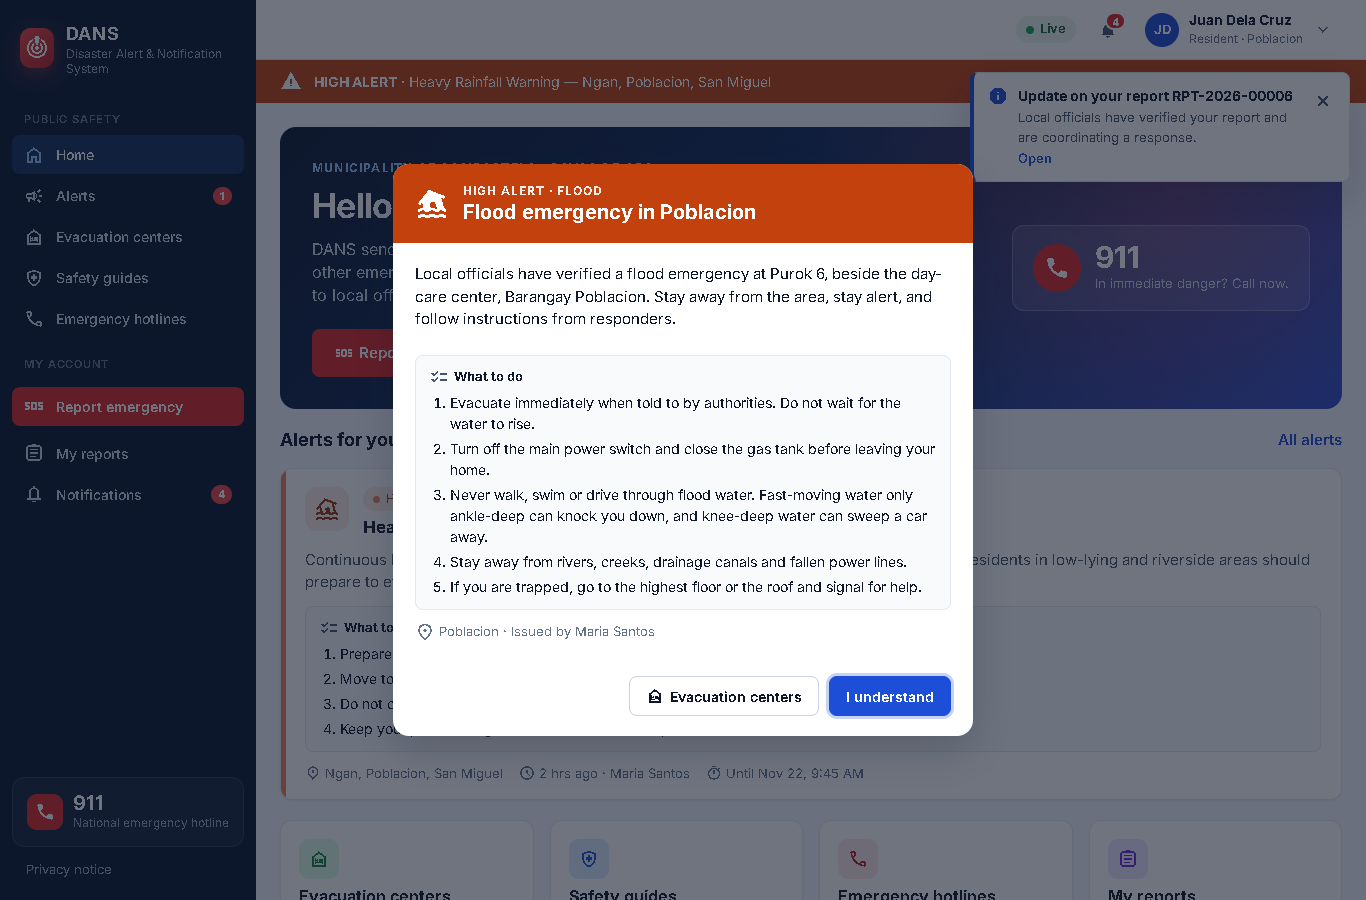 DANS
Disaster Alert & Notification
System
PUBLIC SAFETY
Home
Alerts
1
Evacuation centers
Safety guides
Emergency hotlines
MY ACCOUNT
SOS Report emergency
My reports
Notifications
4
911
National emergency hotline
Privacy notice
Live
4
JD
Juan Dela Cruz
Resident · Poblacion
HIGH ALERT · Heavy Rainfall Warning — Ngan, Poblacion, San Miguel
Update on your report RPT-2026-00006
Local officials have verified your report and
are coordinating a response.
Open
Hello
DANS
other
to local
SOS
911
In immediate danger? Call now.
HIGH ALERT · FLOOD
Flood emergency in Poblacion
Local officials have verified a flood emergency at Purok 6, beside the day-
care center, Barangay Poblacion. Stay away from the area, stay alert, and
follow instructions from responders.
What to do
1. Evacuate immediately when told to by authorities. Do not wait for the
water to rise.
2. Turn off the main power switch and close the gas tank before leaving your
home.
3. Never walk, swim or drive through flood water. Fast-moving water only
ankle-deep can knock you down, and knee-deep water can sweep a car
away.
4. Stay away from rivers, creeks, drainage canals and fallen power lines.
5. If you are trapped, go to the highest floor or the roof and signal for help.
Poblacion · Issued by Maria Santos
Evacuation centers
I understand
Alerts for you
All alerts
Continuous
residents in low-lying and riverside areas should
prepare to
What to
1. Prepare
2. Move to
3. Do not
4. Keep
Ngan, Poblacion, San Miguel
2 hrs ago · Maria Santos
Until Nov 22, 9:45 AM
Evacuation centers
Safety guides
Emergency hotlines
My reports